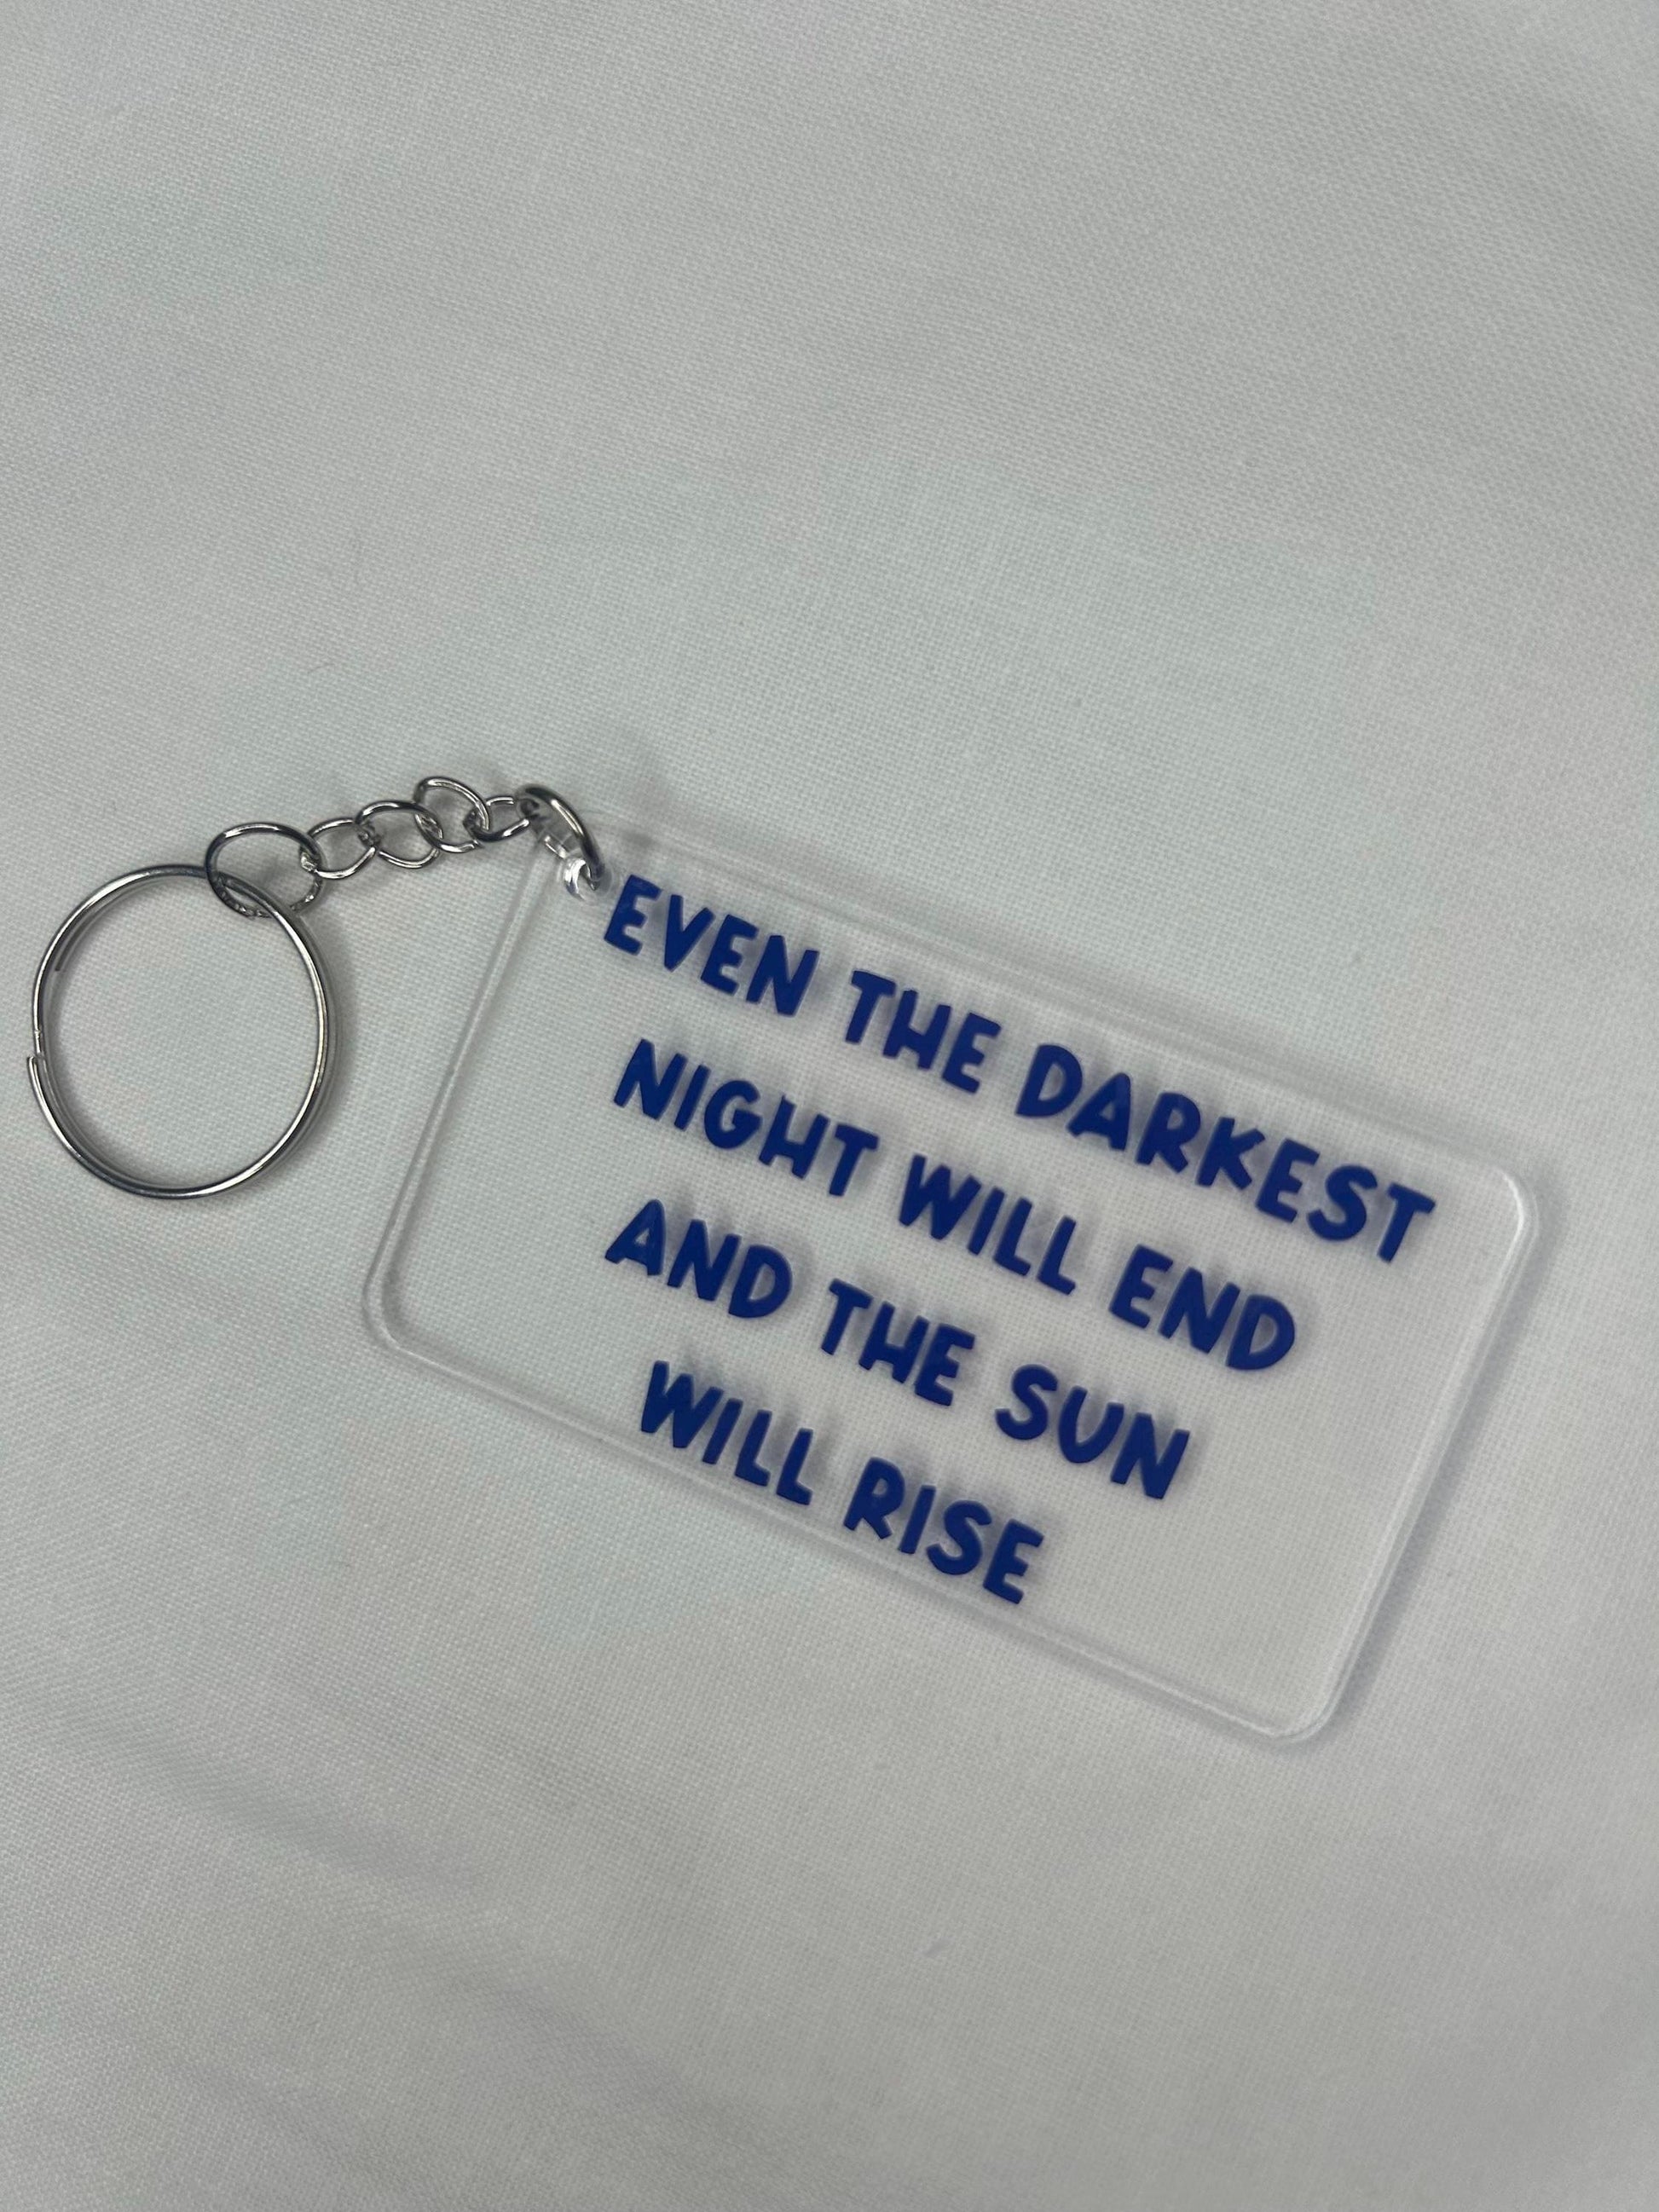 EVEN THE DARKEST
NIGHT WILL END
AND THE SUN
WILL RISE